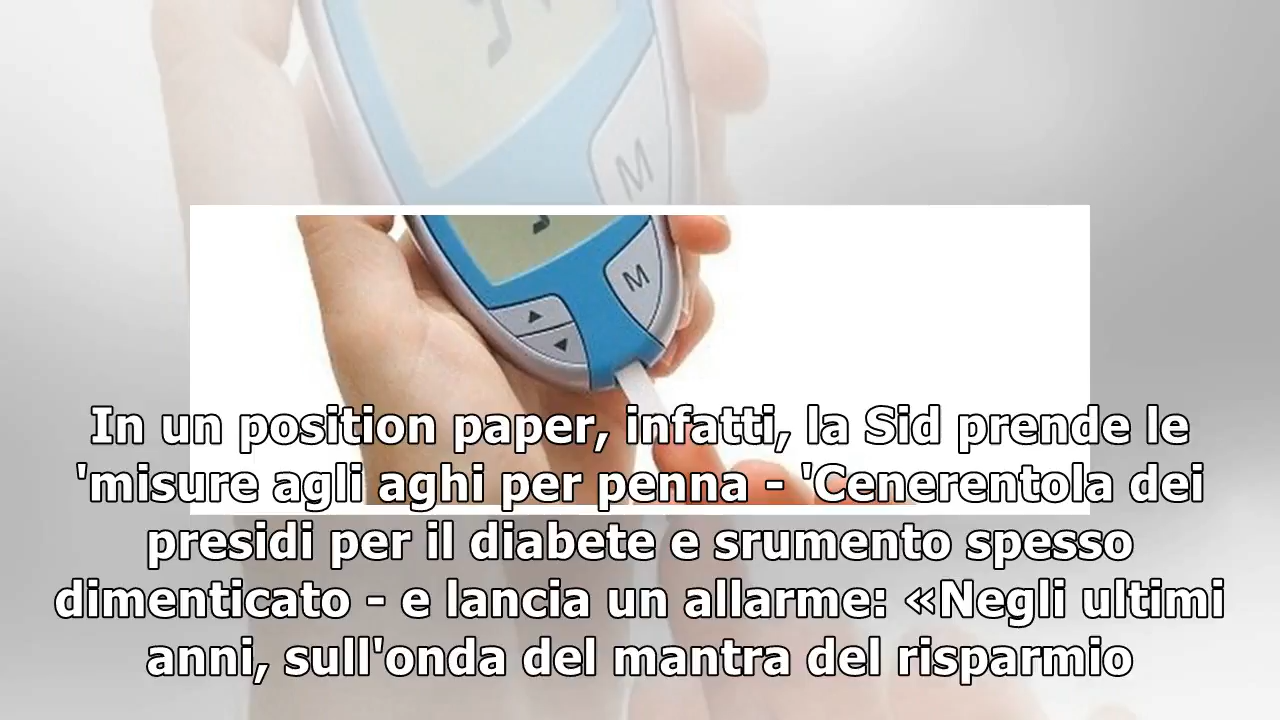 M
M
In un position paper, infatti, la Sid prende le
'misure agli aghi per penna - 'Cenerentola dei
presidi per il diabete e srumento spesso
dimenticato - e lancia un allarme: «Negli ultimi
anni, sull'onda del mantra del risparmio